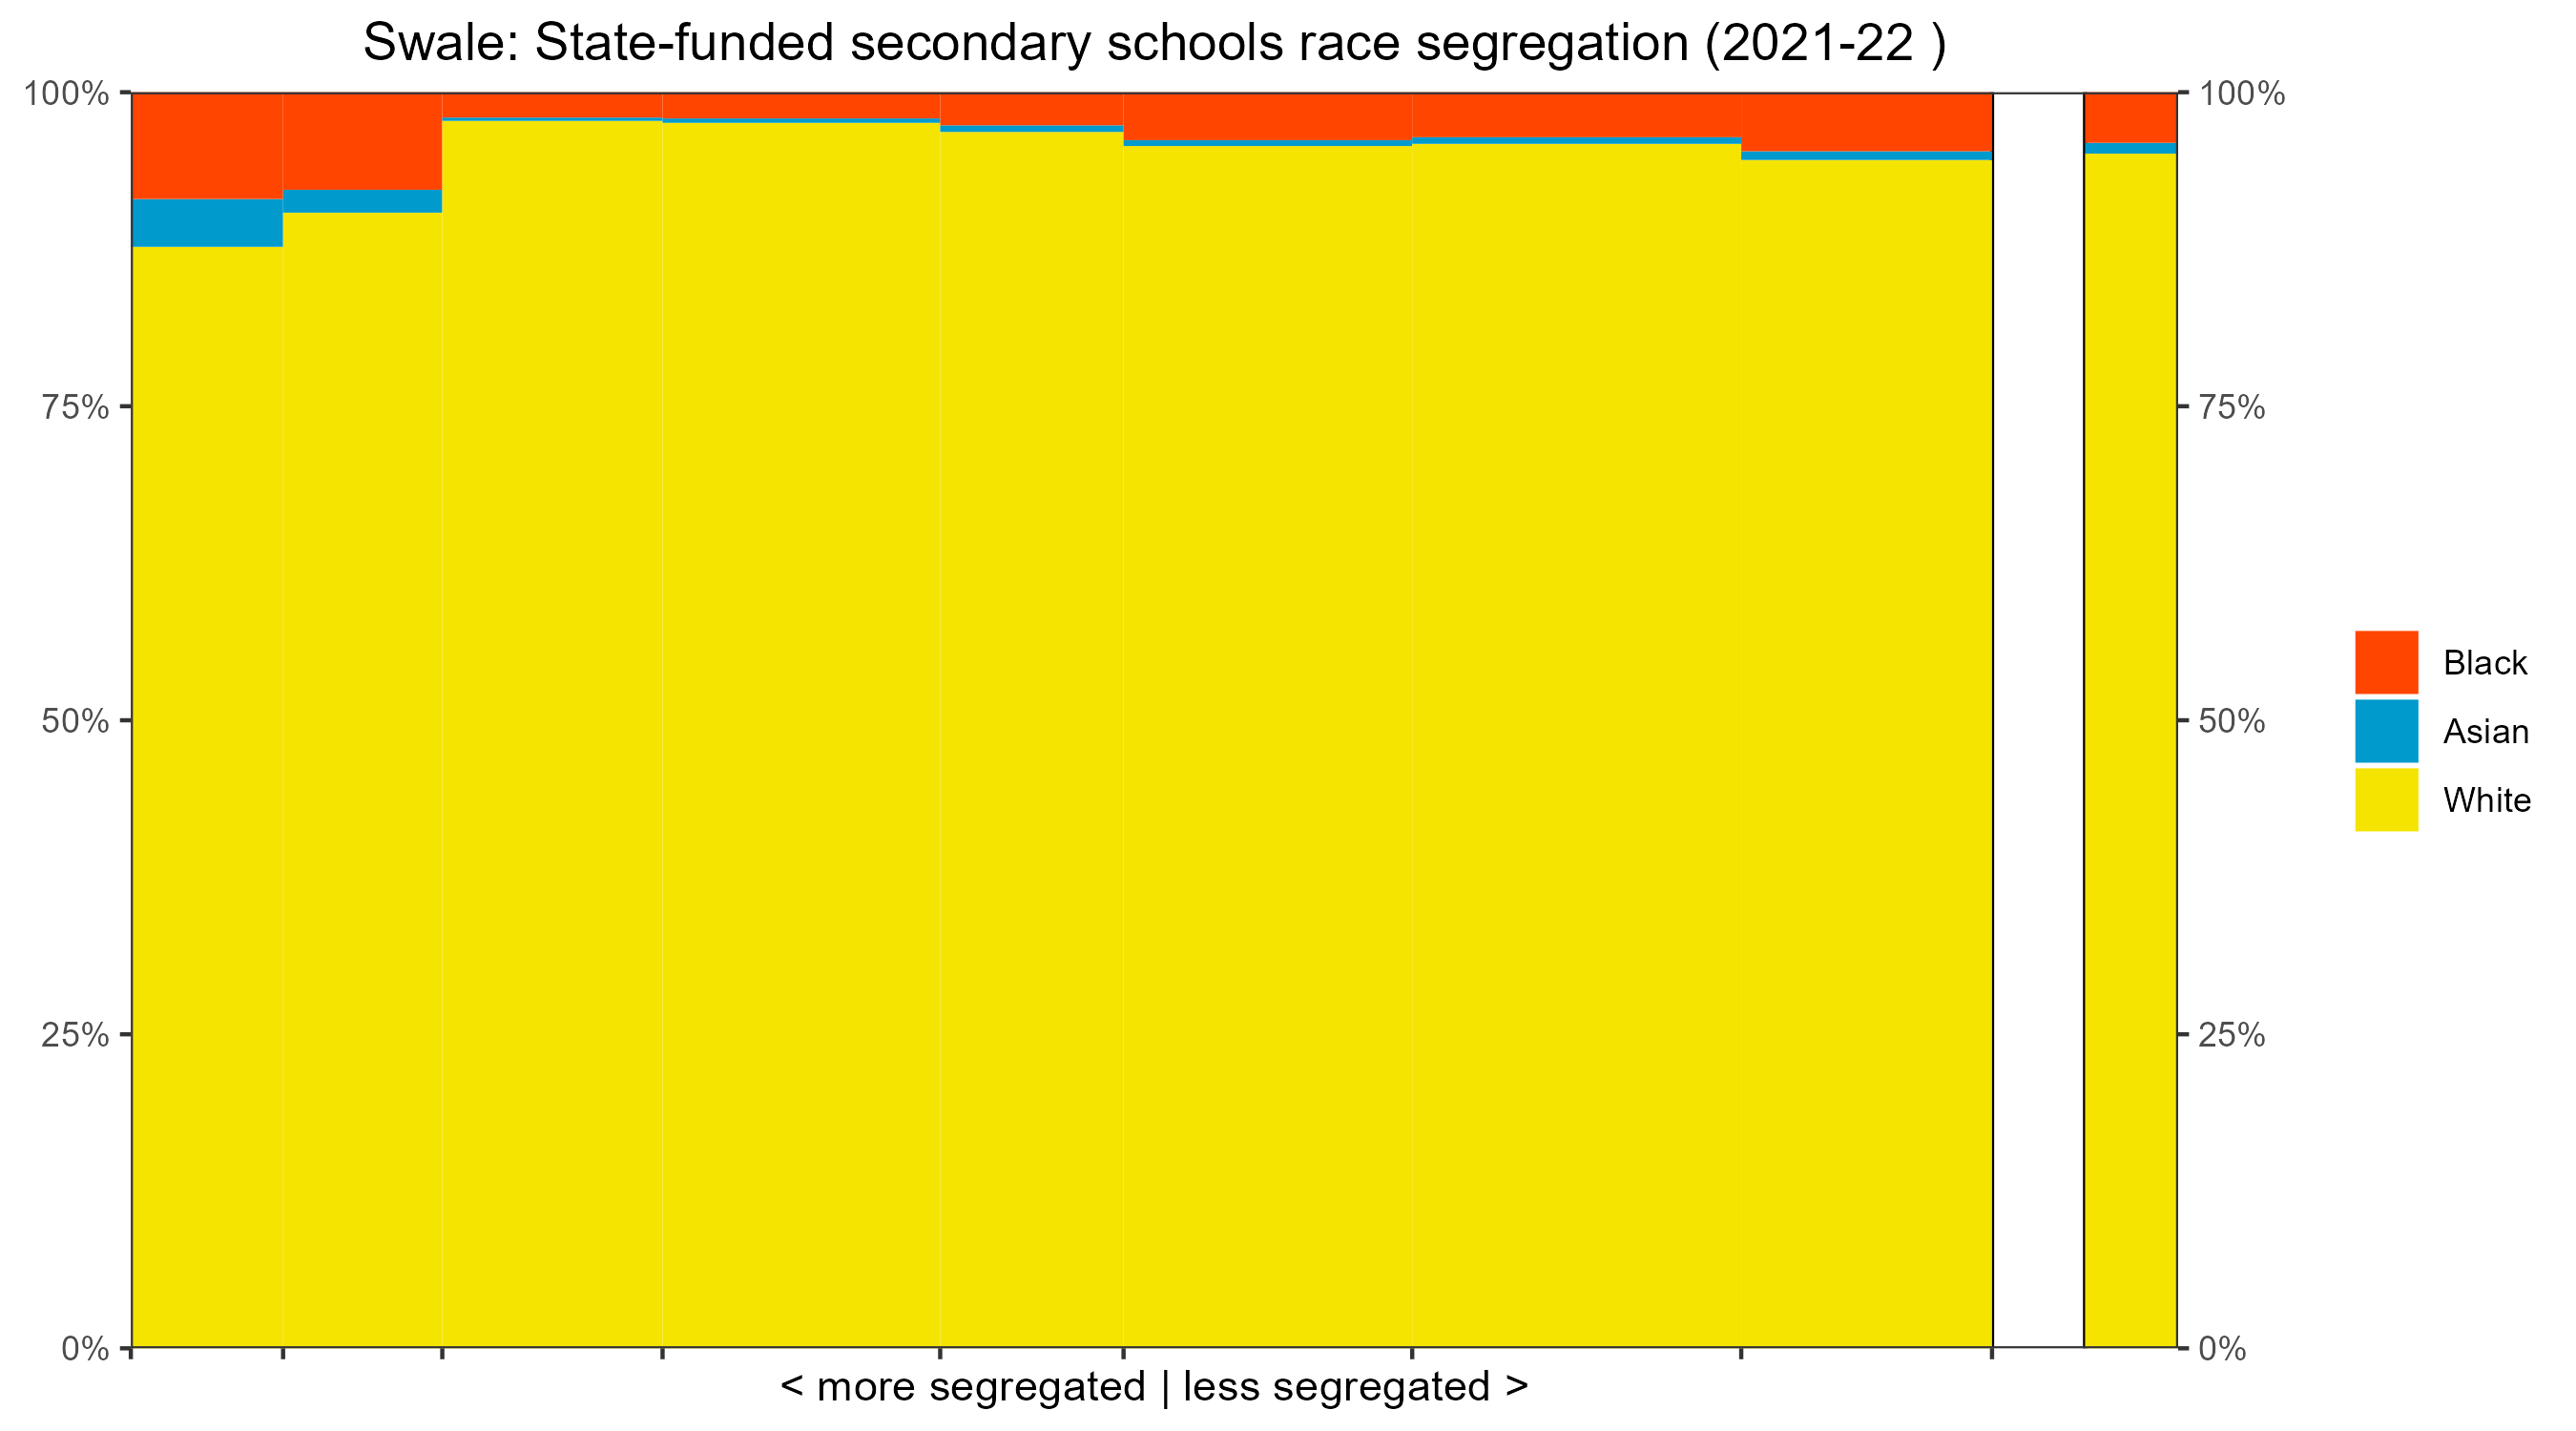 Swale: State-funded secondary schools race segregation (2021-22 )
100%
75%
50%
25%
0%
100%
75%
50%
25%
0%
< more segregated | less segregated >
Black
Asian
White